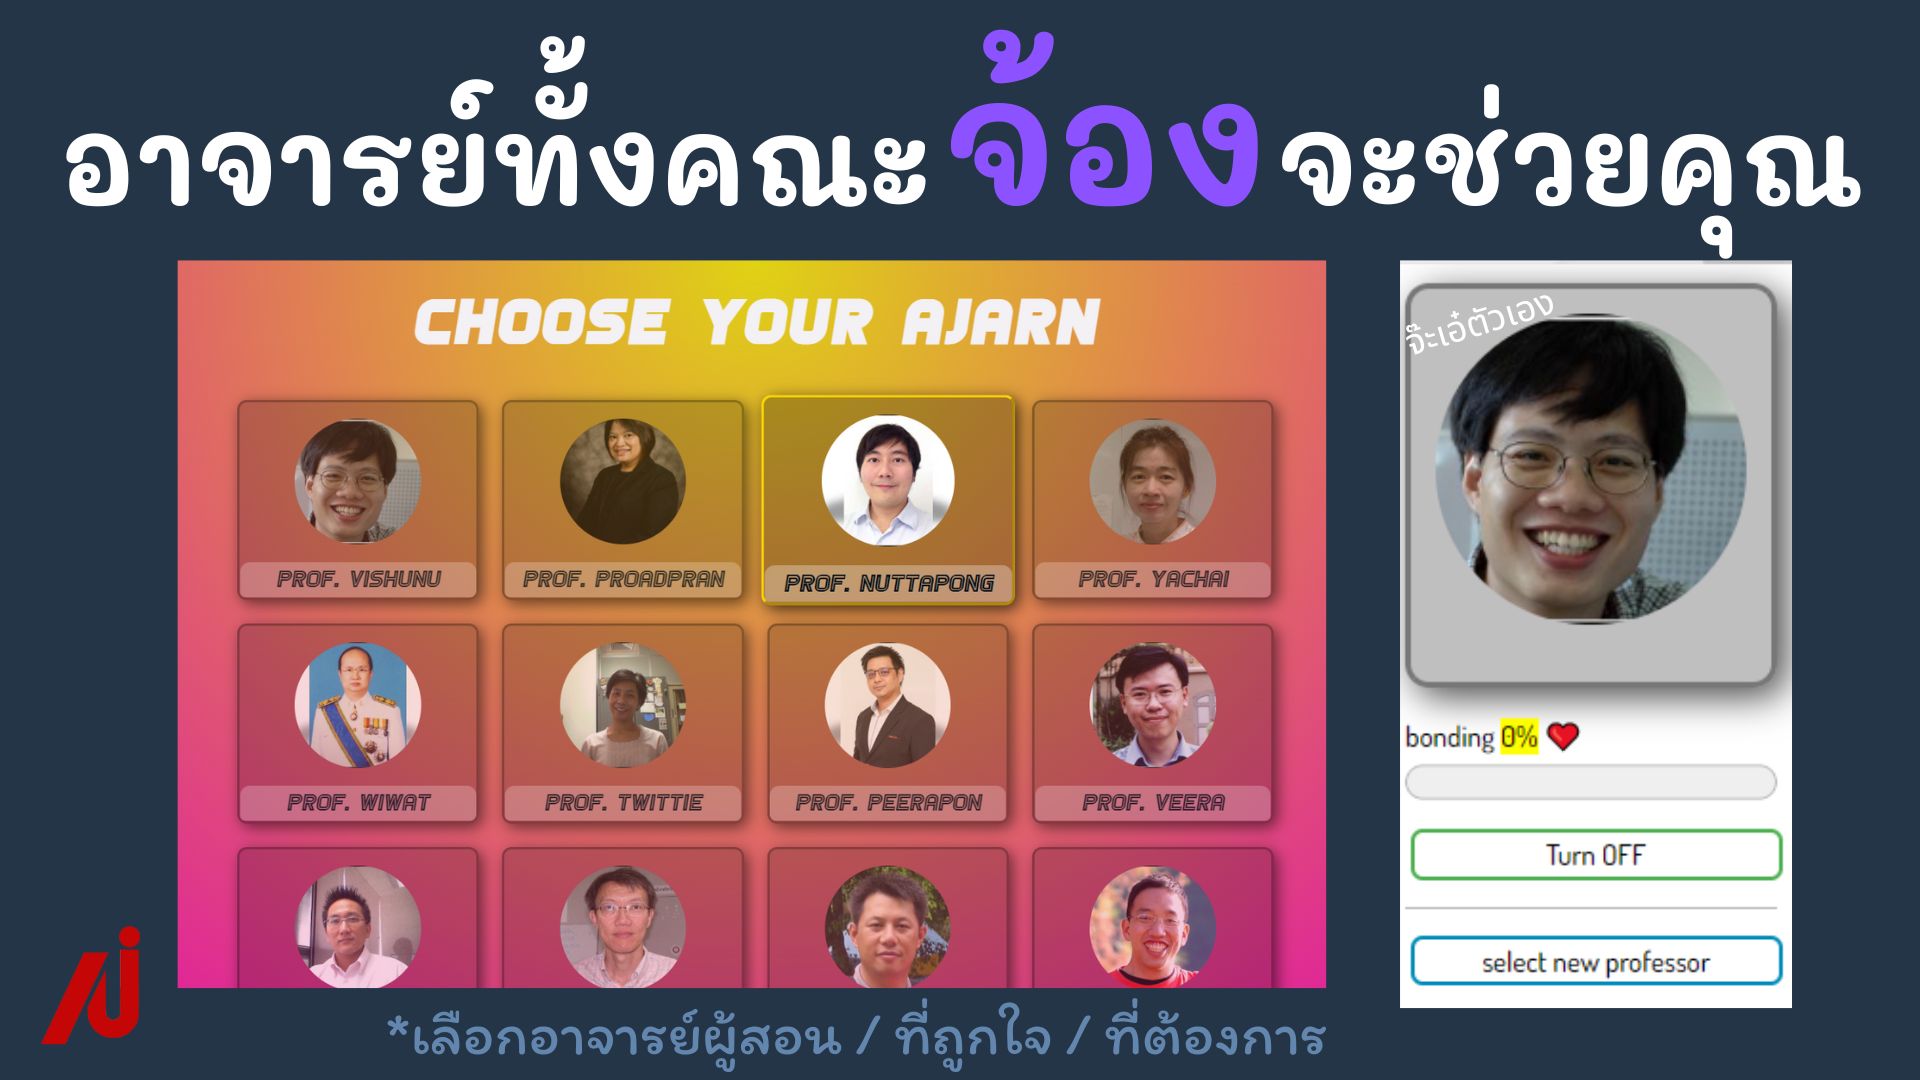 อาจารย์ทั้งคณะจ้องจะช่วยคุณ
CHOOSE YOUR AJARN
PROF. VISHUNU
PROF. PROADPRAN
PROF. NUTTAPONG
PROF. YACHAI
PROF. WIWAT
PROF. TWITTIE
PROF. PEERAPON
PROF. VEERA
จ๊ะเอ๋ตัวเอง
bonding 0%
Turn OFF
select new professor
AJ
*เลือกอาจารย์ผู้สอน / ที่ถูกใจ / ที่ต้องการ